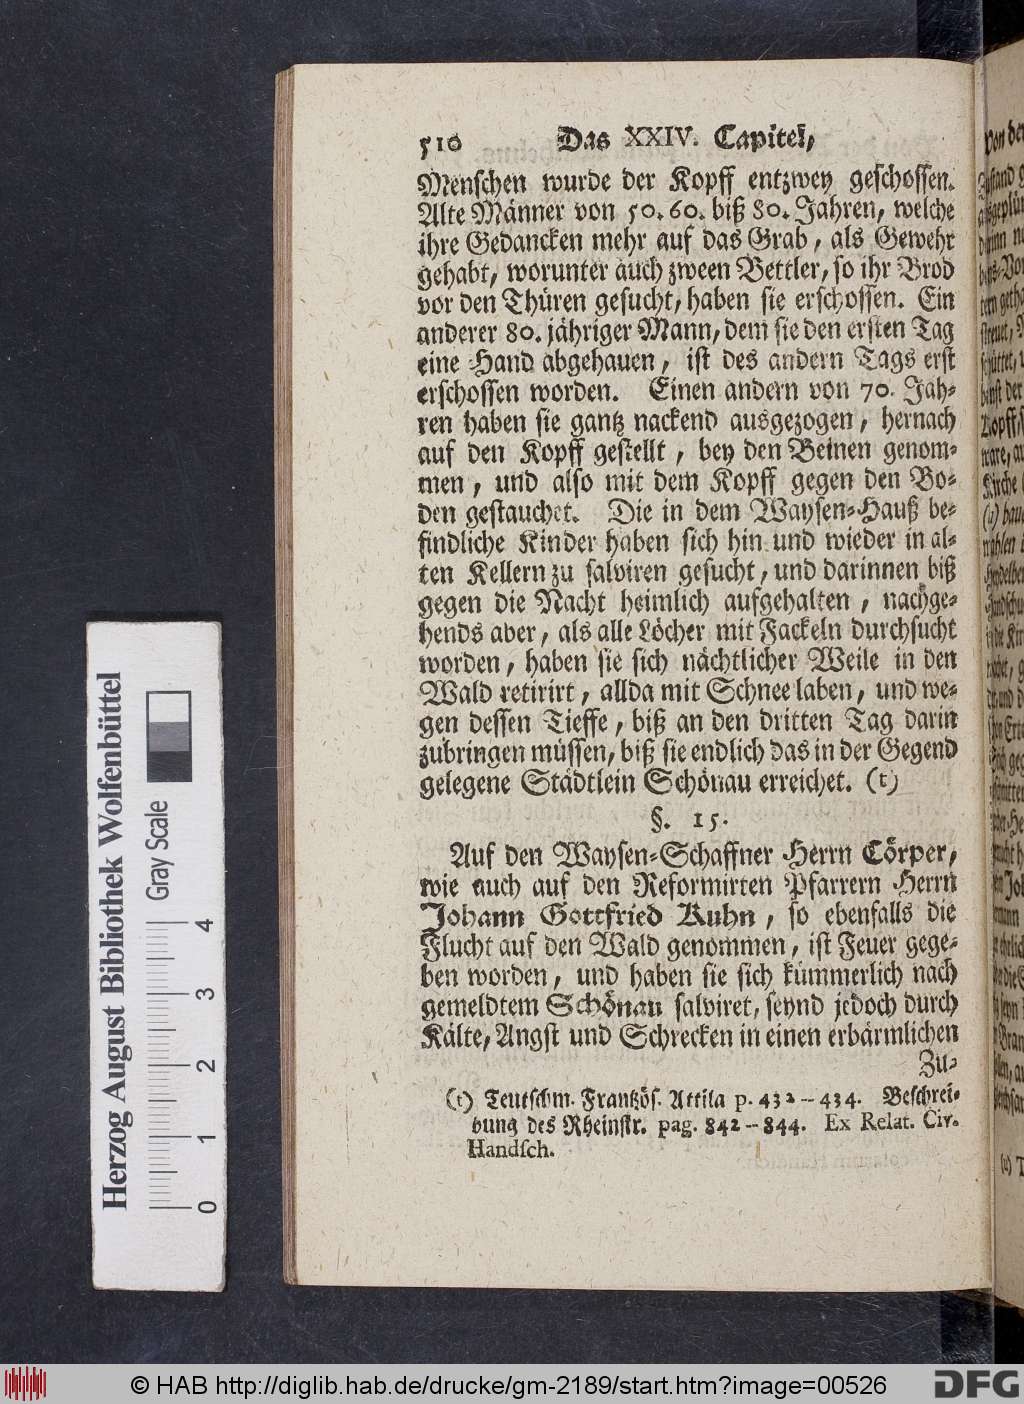 510 Das XXIV. Capitel,
Menschen wurde der Kopff entzwey geschossen.
Alte Männer von 50. 60. biß 80. Jahren, welche
ihre Gedancken mehr auf das Grab, als Gewehr
gehabt, worunter auch zween Bettler, so ihr Brod
vor den Thüren gesucht, haben sie erschossen. Ein
anderer 80. jähriger Mann, dem sie den ersten Tag
eine Hand abgehauen, ist des andern Tags erst
erschossen worden. Einen andern von 70. Jah-
ren haben sie gantz nackend ausgezogen, hernach
auf den Kopff gestellt, bey den Beinen genom-
men, und also mit dem Kopff gegen den Bo-
den gestauchet. Die in dem Waysen-Hauß be-
findliche Kinder haben sich hin und wieder in al-
ten Kellern zu salviren gesucht, und darinnen biß
gegen die Nacht heimlich aufgehalten, nachge-
hends aber, als alle Löcher mit Fackeln durchsucht
worden, haben sie sich nächtlicher Weile in den
Wald retirirt, allda mit Schnee laben, und we-
gen dessen Tieffe, biß an den dritten Tag darin
zubringen müssen, biß sie endlich das in der Gegend
gelegene Städtlein Schönau erreichet. (t)
§. 15.
Auf den Waysen-Schaffner Herrn Cörper,
wie auch auf den Reformirten Pfarrern Herrn
Johann Gottfried Kuhn, so ebenfalls die
Flucht auf den Wald genommen, ist Feuer gege-
ben worden, und haben sie sich kümmerlich nach
gemeldtem Schönau salviret, seynd jedoch durch
Kälte, Angst und Schrecken in einen erbärmlichen
Zu-
(t) Teutschm. Frantzös. Attila p. 432--434. Beschrei-
bung des Rheinstr. pag. 842--844. Ex Relat. Civ.
Handsch.
Herzog August Bibliothek Wolfenbüttel
Gray Scale
0 1 2 3 4
© HAB http://diglib.hab.de/drucke/gm-2189/start.htm?image=00526
DFG